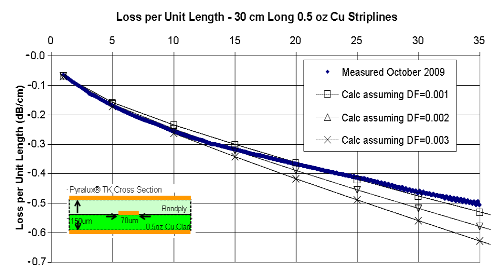 Loss per Unit Length - 30 cm Long 0.5 oz Cu Striplines
0 5 10 15 20 25 30 35
-0.0
-0.1
-0.2
-0.3
-0.4
-0.5
-0.6
-0.7
Loss per Unit Length (dB/cm)
Measured October 2009
Calc assuming DF=0.001
Calc assuming DF=0.002
Calc assuming DF=0.003
Pyralux® TK Cross Section
Bondply
150um
70um
0.5oz Cu Clad